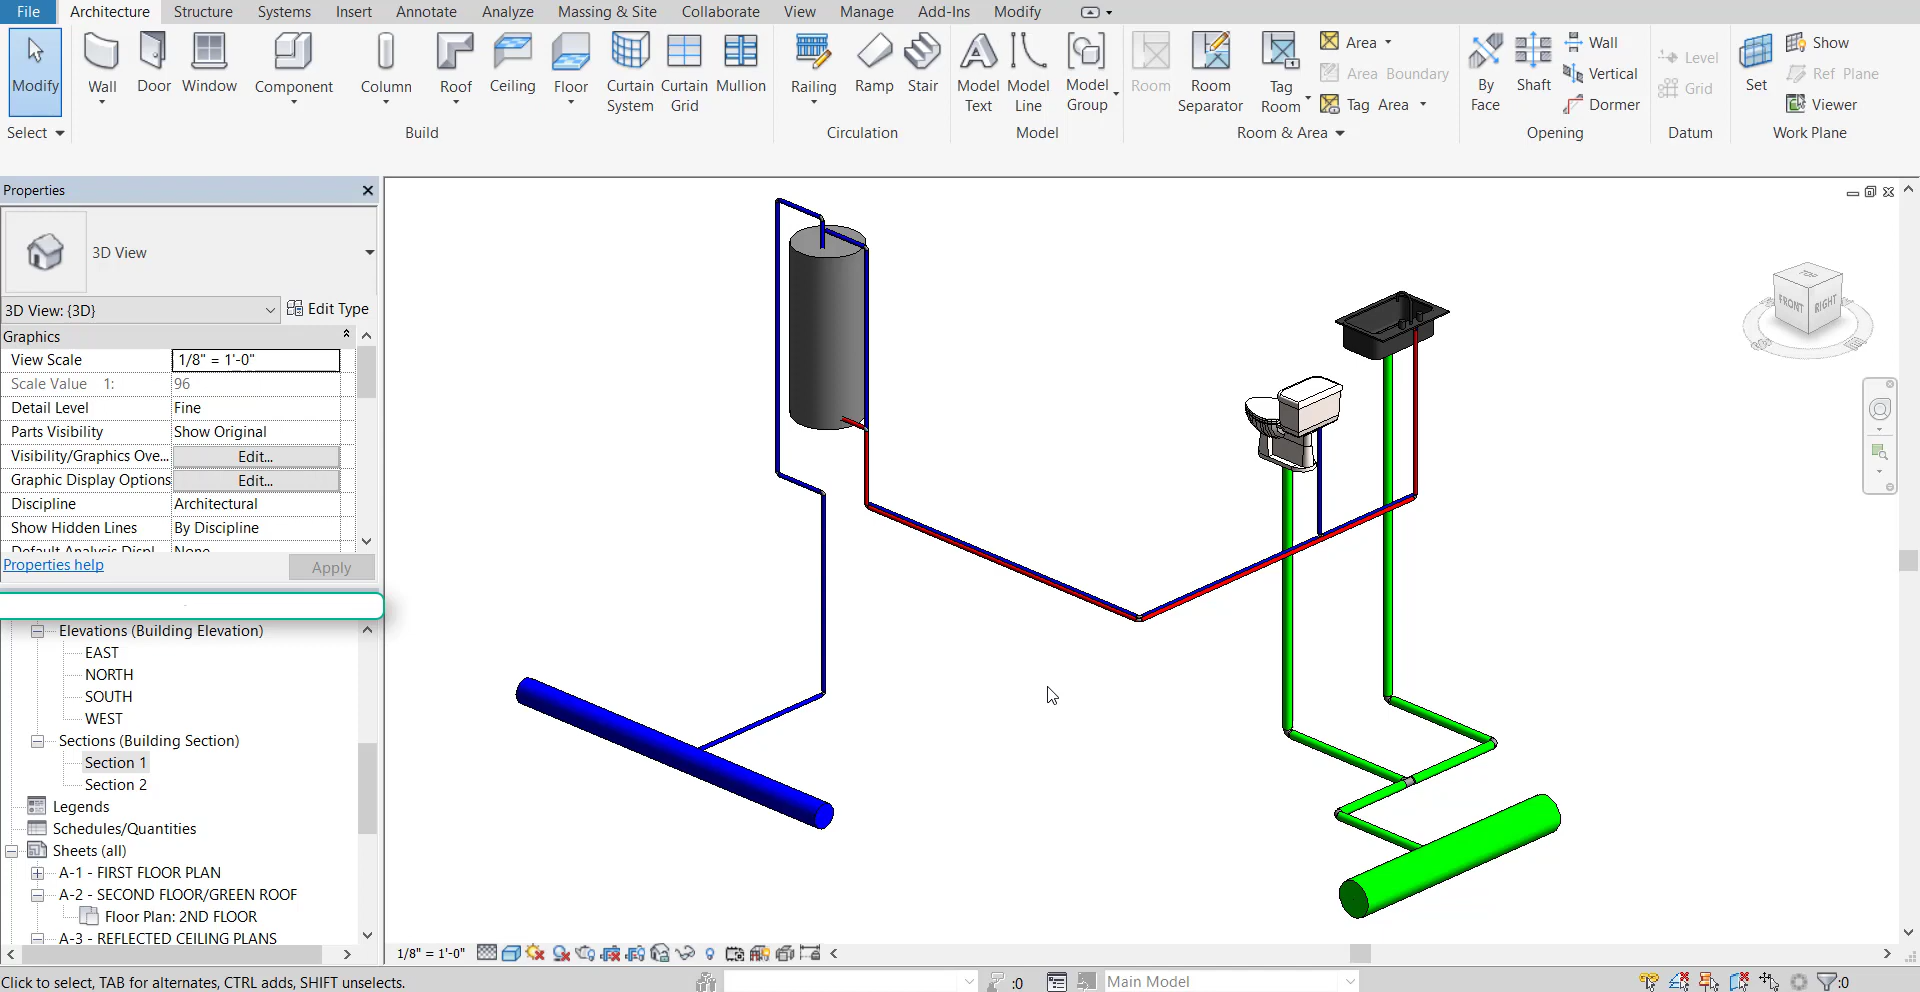 File Architecture Structure Systems Insert Annotate Analyze Massing & Site Collaborate View Manage Add-Ins Modify
Modify
Select
Wall Door Window Component Column Roof Ceiling Floor Curtain System Curtain Grid Mullion
Build
Railing Ramp Stair
Circulation
Model Text Model Line Model Group
Model
Room Room Separator Tag Room
Area
Area Boundary
Tag Area
Room & Area
By Face Shaft
Wall
Vertical
Dormer
Opening
Level
Grid
Datum
Set
Show
Ref Plane
Viewer
Work Plane
Properties
3D View
3D View: {3D} Edit Type
Graphics
View Scale 1/8" = 1'-0"
Scale Value 1: 96
Detail Level Fine
Parts Visibility Show Original
Visibility/Graphics Ove... Edit...
Graphic Display Options Edit...
Discipline Architectural
Show Hidden Lines By Discipline
Default Analysis Displ... None
Properties help Apply
Elevations (Building Elevation)
EAST
NORTH
SOUTH
WEST
Sections (Building Section)
Section 1
Section 2
Legends
Schedules/Quantities
Sheets (all)
A-1 - FIRST FLOOR PLAN
A-2 - SECOND FLOOR/GREEN ROOF
Floor Plan: 2ND FLOOR
A-3 - REFLECTED CEILING PLANS
TOP
FRONT RIGHT
1/8" = 1'-0"
Click to select, TAB for alternates, CTRL adds, SHIFT unselects.
:0 Main Model :0